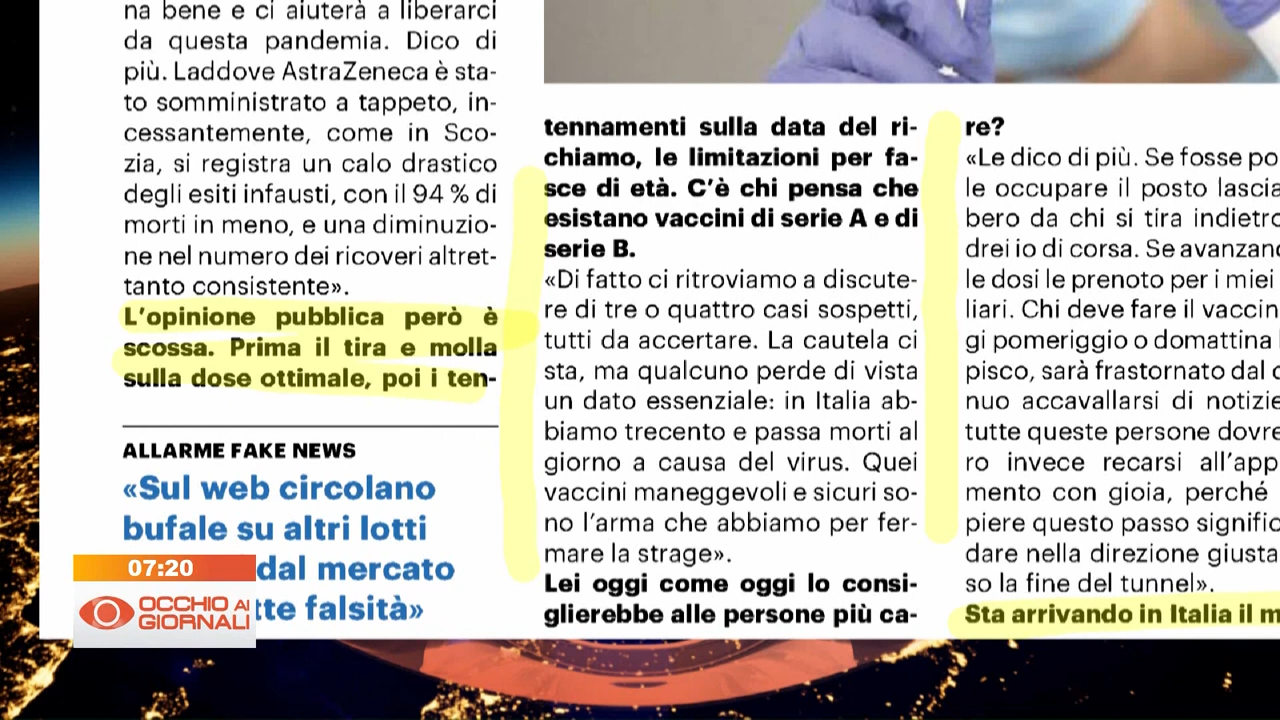 na bene e ci aiuterà a liberarci
da questa pandemia. Dico di
più. Laddove AstraZeneca è sta-
to somministrato a tappeto, in-
cessantemente, come in Sco-
zia, si registra un calo drastico
degli esiti infausti, con il 94 % di
morti in meno, e una diminuzio-
ne nel numero dei ricoveri altret-
tanto consistente».
L'opinione pubblica però è
scossa. Prima il tira e molla
sulla dose ottimale, poi i ten-
ALLARME FAKE NEWS
«Sul web circolano
bufale su altri lotti
dal mercato
tte falsità»
tennamenti sulla data del ri-
chiamo, le limitazioni per fa-
sce di età. C'è chi pensa che
esistano vaccini di serie A e di
serie B.
«Di fatto ci ritroviamo a discute-
re di tre o quattro casi sospetti,
tutti da accertare. La cautela ci
sta, ma qualcuno perde di vista
un dato essenziale: in Italia ab-
biamo trecento e passa morti al
giorno a causa del virus. Quei
vaccini maneggevoli e sicuri so-
no l'arma che abbiamo per fer-
mare la strage».
Lei oggi come oggi lo consi-
glierebbe alle persone più ca-
re?
«Le dico di più. Se fosse po
le occupare il posto lascia
bero da chi si tira indietro
drei io di corsa. Se avanzano
le dosi le prenoto per i miei
liari. Chi deve fare il vaccin
gi pomeriggio o domattina
pisco, sarà frastornato dal
nuo accavallarsi di notizie
tutte queste persone dovre
ro invece recarsi all'app
mento con gioia, perché
piere questo passo signific
dare nella direzione giusta
so la fine del tunnel».
Sta arrivando in Italia il m
07:20
OCCHIO AI
GIORNALI